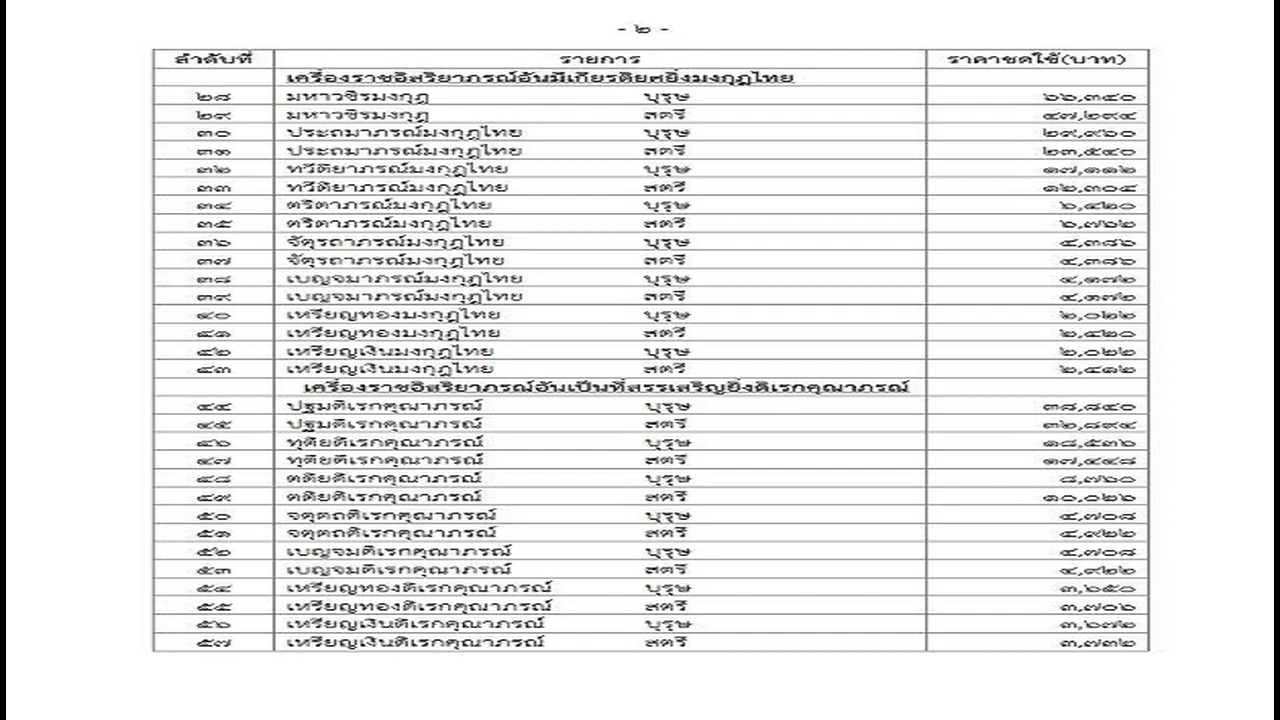 - ๒ -
ลำดับที่ รายการ ราคาชดใช้(บาท)
เครื่องราชอิสริยาภรณ์อันมีเกียรติยศยิ่งมงกุฎไทย
๒๘ มหาวชิรมงกุฎ บุรุษ ๖๖,๓๔๐
๒๙ มหาวชิรมงกุฎ สตรี ๔๗,๒๙๔
๓๐ ประถมาภรณ์มงกุฎไทย บุรุษ ๒๙,๙๖๐
๓๑ ประถมาภรณ์มงกุฎไทย สตรี ๒๓,๕๔๐
๓๒ ทวีติยาภรณ์มงกุฎไทย บุรุษ ๑๗,๑๑๒
๓๓ ทวีติยาภรณ์มงกุฎไทย สตรี ๑๒,๓๐๔
๓๔ ตริตาภรณ์มงกุฎไทย บุรุษ ๖,๔๒๐
๓๕ ตริตาภรณ์มงกุฎไทย สตรี ๖,๗๖๒
๓๖ จัตุรถาภรณ์มงกุฎไทย บุรุษ ๔,๓๘๖
๓๗ จัตุรถาภรณ์มงกุฎไทย สตรี ๔,๓๘๖
๓๘ เบญจมาภรณ์มงกุฎไทย บุรุษ ๔,๑๗๒
๓๙ เบญจมาภรณ์มงกุฎไทย สตรี ๔,๑๗๒
๔๐ เหรียญทองมงกุฎไทย บุรุษ ๒,๐๒๒
๔๑ เหรียญทองมงกุฎไทย สตรี ๒,๔๒๐
๔๒ เหรียญเงินมงกุฎไทย บุรุษ ๒,๐๒๒
๔๓ เหรียญเงินมงกุฎไทย สตรี ๒,๔๑๒
เครื่องราชอิสริยาภรณ์อันเป็นที่สรรเสริญยิ่งดิเรกคุณาภรณ์
๔๔ ปฐมดิเรกคุณาภรณ์ บุรุษ ๓๘,๘๔๐
๔๕ ปฐมดิเรกคุณาภรณ์ สตรี ๓๒,๘๙๔
๔๖ ทุติยดิเรกคุณาภรณ์ บุรุษ ๑๘,๕๓๒
๔๗ ทุติยดิเรกคุณาภรณ์ สตรี ๑๗,๔๔๘
๔๘ ตติยดิเรกคุณาภรณ์ บุรุษ ๘,๗๒๐
๔๙ ตติยดิเรกคุณาภรณ์ สตรี ๑๐,๐๒๖
๕๐ จตุตถดิเรกคุณาภรณ์ บุรุษ ๔,๗๐๘
๕๑ จตุตถดิเรกคุณาภรณ์ สตรี ๔,๙๒๒
๕๒ เบญจมดิเรกคุณาภรณ์ บุรุษ ๔,๗๐๘
๕๓ เบญจมดิเรกคุณาภรณ์ สตรี ๔,๙๒๒
๕๔ เหรียญทองดิเรกคุณาภรณ์ บุรุษ ๓,๖๕๐
๕๕ เหรียญทองดิเรกคุณาภรณ์ สตรี ๓,๗๐๖
๕๖ เหรียญเงินดิเรกคุณาภรณ์ บุรุษ ๓,๖๗๒
๕๗ เหรียญเงินดิเรกคุณาภรณ์ สตรี ๓,๗๓๒